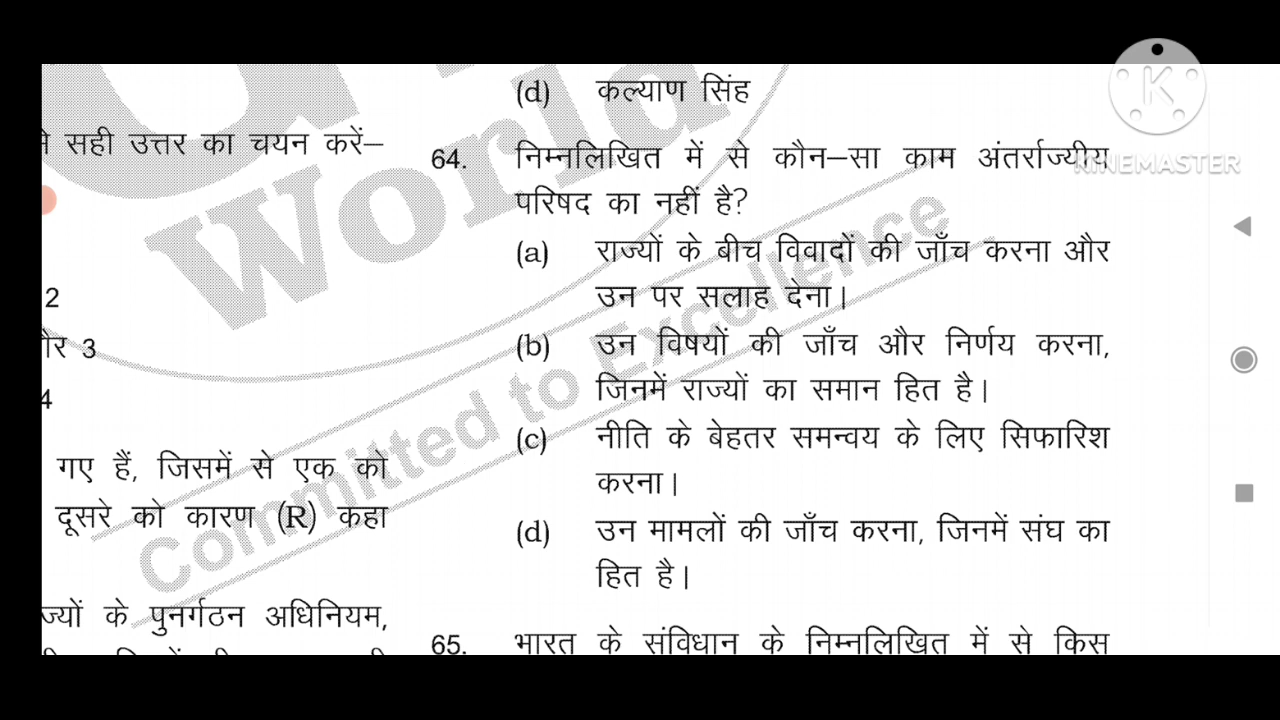 सही उत्तर का चयन करें–
2
3
4
गए हैं, जिसमें से एक को
दूसरे को कारण (R) कहा
के पुनर्गठन अधिनियम,
(d) कल्याण सिंह
64. निम्नलिखित में से कौन–सा काम अंतर्राज्यीय
परिषद का नहीं है?
(a) राज्यों के बीच विवादों की जाँच करना और
उन पर सलाह देना।
(b) उन विषयों की जाँच और निर्णय करना,
जिनमें राज्यों का समान हित है।
(c) नीति के बेहतर समन्वय के लिए सिफारिश
करना।
(d) उन मामलों की जाँच करना, जिनमें संघ का
हित है।
65. भारत के संविधान के निम्नलिखित में से किस
World
Committed to Excellence
K
KINEMASTER